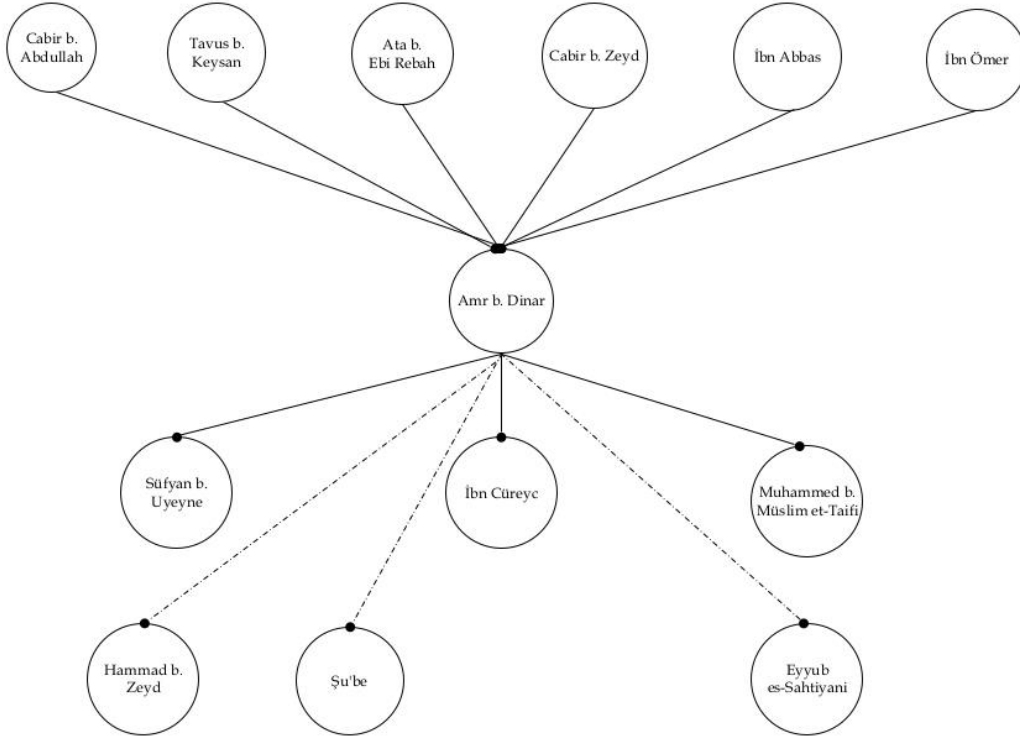 Cabir b.
Abdullah
Tavus b.
Keysan
Ata b.
Ebi Rebah
Cabir b. Zeyd
İbn Abbas
İbn Ömer
Amr b. Dinar
Süfyan b.
Uyeyne
İbn Cüreyc
Muhammed b.
Müslim et-Taifi
Hammad b.
Zeyd
Şu'be
Eyyub
es-Sahtiyani